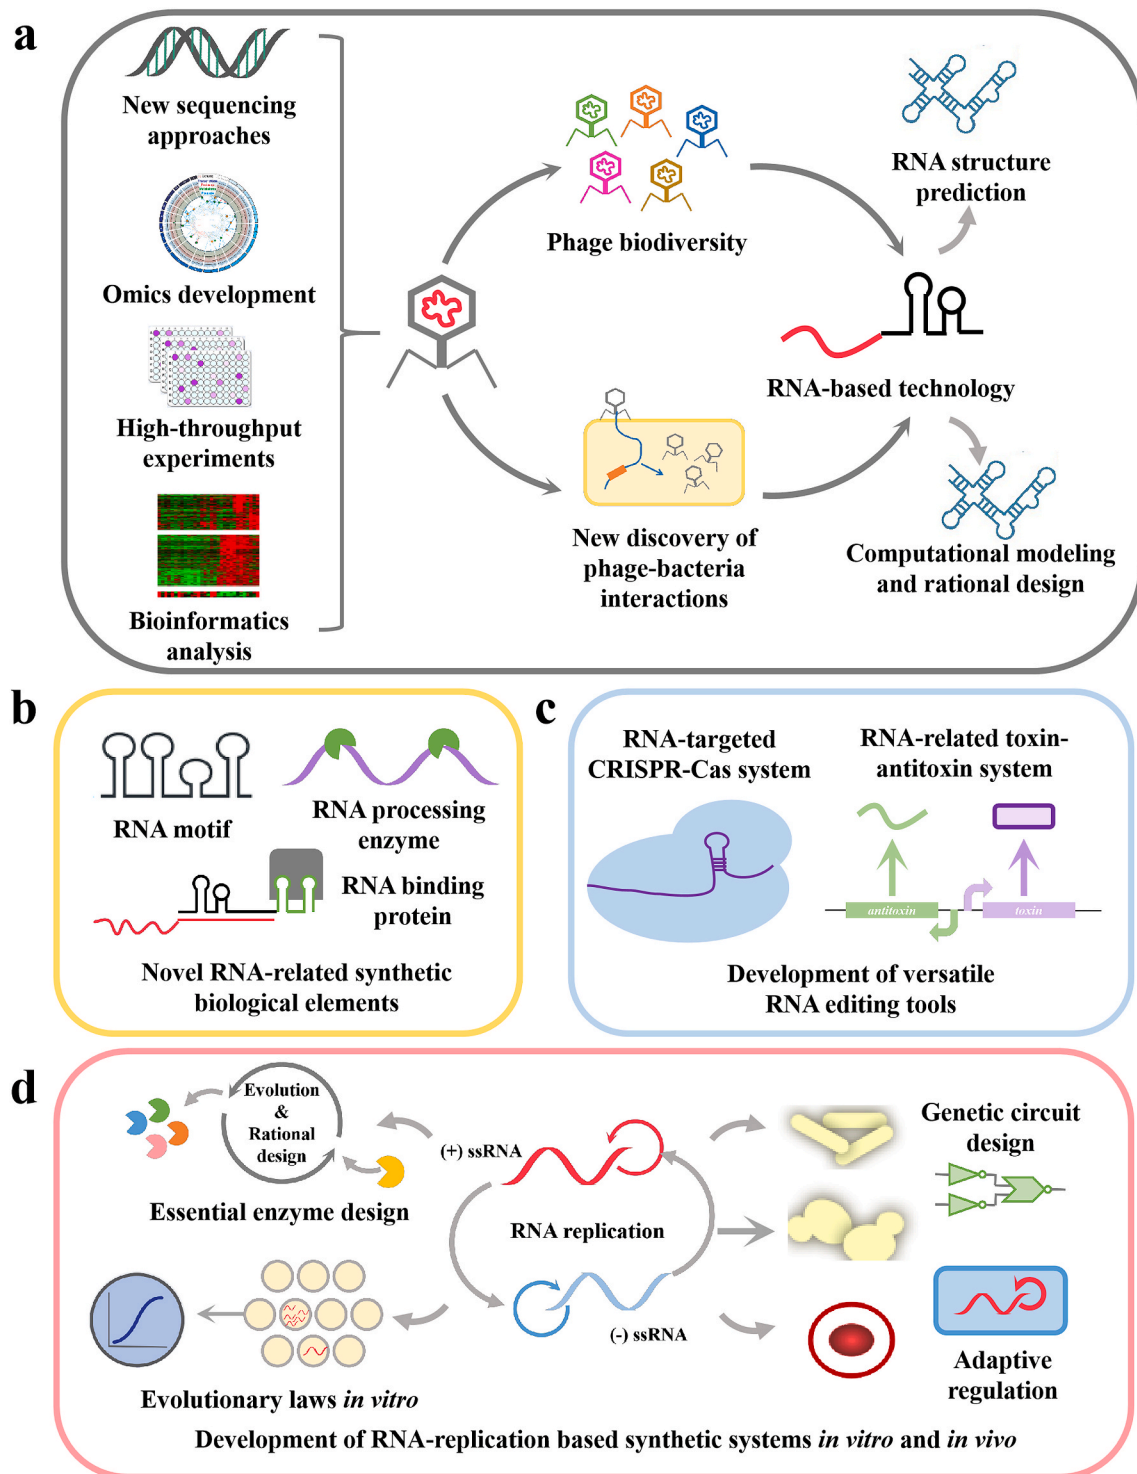 a
New sequencing
approaches
Omics development
High-throughput
experiments
Bioinformatics
analysis
Phage biodiversity
New discovery of
phage-bacteria
interactions
RNA structure
prediction
RNA-based technology
Computational modeling
and rational design
b
RNA motif
RNA processing
enzyme
RNA binding
protein
Novel RNA-related synthetic
biological elements
c
RNA-targeted
CRISPR-Cas system
RNA-related toxin-
antitoxin system
antitoxin
toxin
Development of versatile
RNA editing tools
d
Evolution
&
Rational
design
Essential enzyme design
(+) ssRNA
RNA replication
(-) ssRNA
Genetic circuit
design
Evolutionary laws in vitro
Adaptive
regulation
Development of RNA-replication based synthetic systems in vitro and in vivo